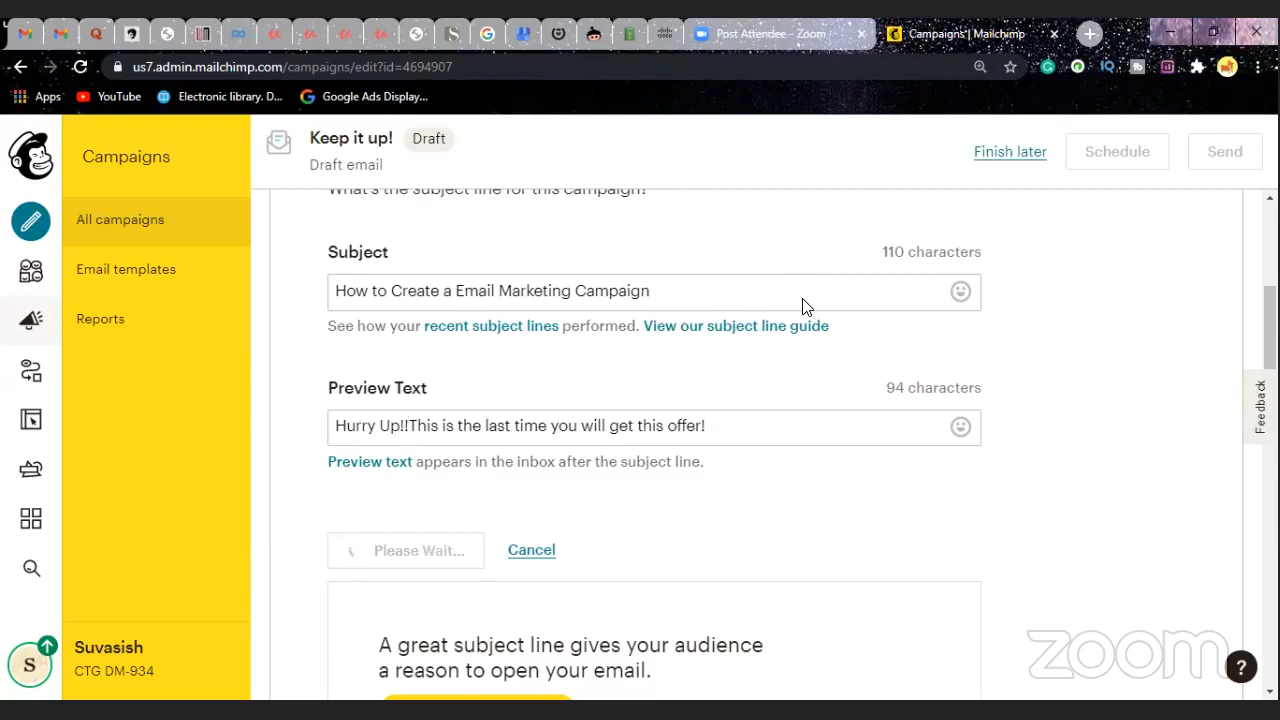 Post Attendee - Zoom
Campaigns | Mailchimp
us7.admin.mailchimp.com/campaigns/edit?id=4694907
Apps
YouTube
Electronic library. D...
Google Ads Display...
Campaigns
All campaigns
Email templates
Reports
Suvasish
CTG DM-934
Keep it up!
Draft
Draft email
Finish later
Schedule
Send
What's the subject line for this campaign?
Subject
110 characters
How to Create a Email Marketing Campaign
See how your recent subject lines performed. View our subject line guide
Preview Text
94 characters
Hurry Up!!This is the last time you will get this offer!
Preview text appears in the inbox after the subject line.
Please Wait...
Cancel
A great subject line gives your audience
a reason to open your email.
Feedback
zoom
S
?